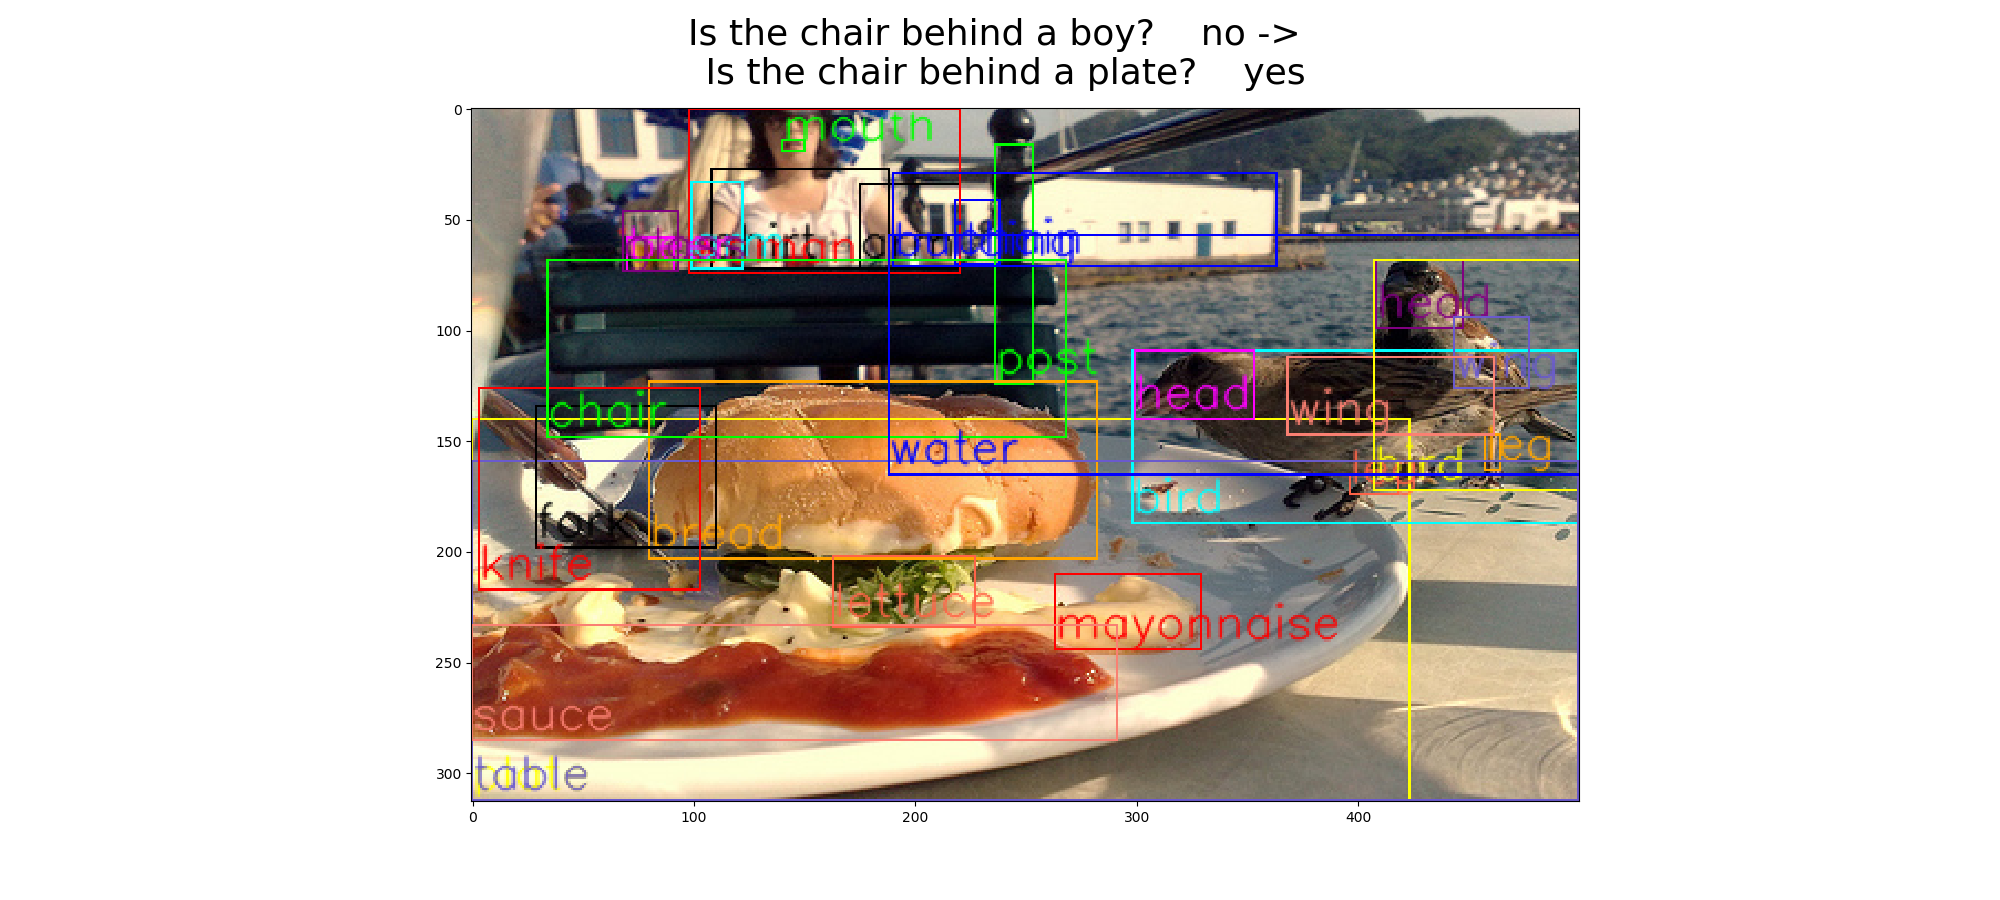 Is the chair behind a boy? no ->
Is the chair behind a plate? yes
0
mouth
50
head
100
post
wing
head
chair
wing
150
water
leg
bird
bird
fork
bread
200
knife
lettuce
mayonnaise
250
sauce
300
table
0 100 200 300 400